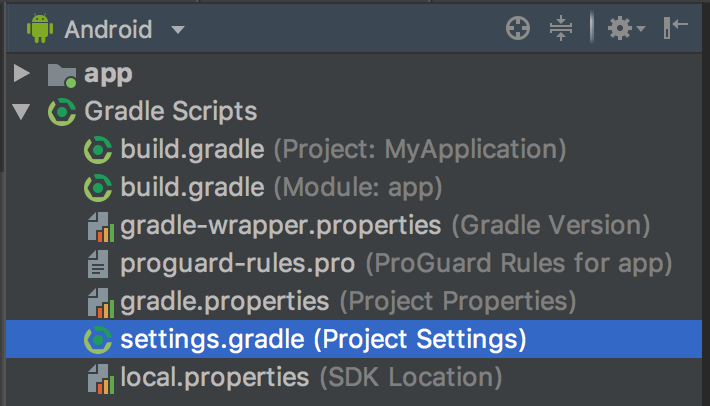 Android
app
Gradle Scripts
build.gradle (Project: MyApplication)
build.gradle (Module: app)
gradle-wrapper.properties (Gradle Version)
proguard-rules.pro (ProGuard Rules for app)
gradle.properties (Project Properties)
settings.gradle (Project Settings)
local.properties (SDK Location)